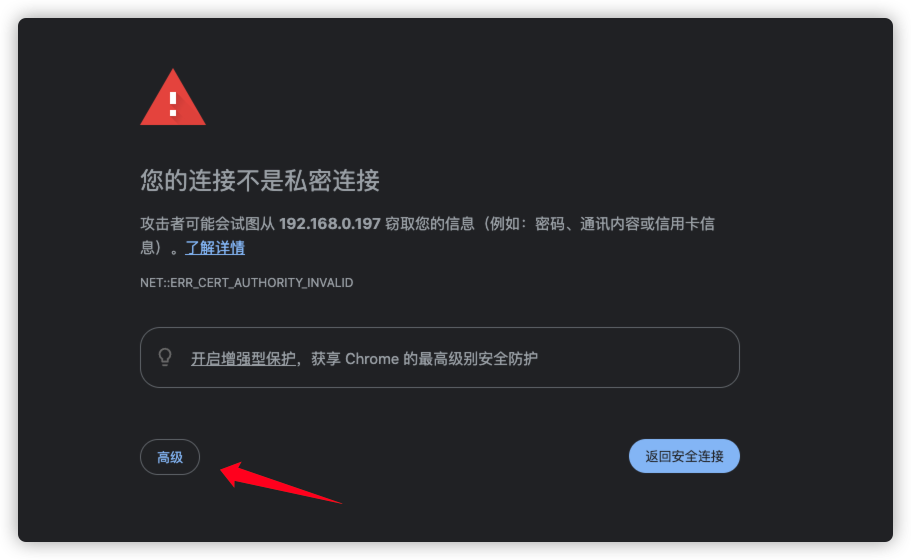 您的连接不是私密连接
攻击者可能会试图从 192.168.0.197 窃取您的信息（例如：密码、通讯内容或信用卡信
息）。了解详情
NET::ERR_CERT_AUTHORITY_INVALID
开启增强型保护，获享 Chrome 的最高级别安全防护
高级
返回安全连接